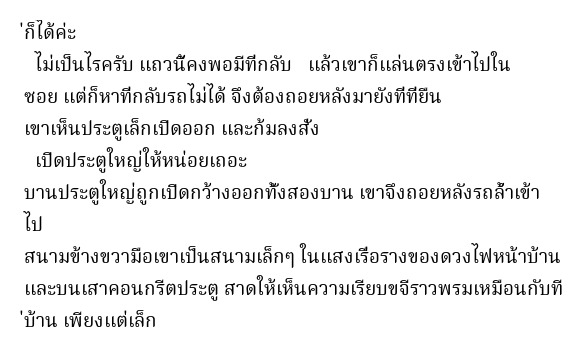 ่ก็ได้ค่ะ
ไม่เป็นไรครับ แถวนี้คงพอมีที่กลับ แล้วเขาก็แล่นตรงเข้าไปใน
ซอย แต่ก็หาที่กลับรถไม่ได้ จึงต้องถอยหลังมายังที่ที่ยืน
เขาเห็นประตูเล็กเปิดออก และก้มลงสั่ง
เปิดประตูใหญ่ให้หน่อยเถอะ
บานประตูใหญ่ถูกเปิดกว้างออกทั้งสองบาน เขาจึงถอยหลังรถล้ำเข้า
ไป
สนามข้างขวามือเขาเป็นสนามเล็กๆ ในแสงเรื่อรางของดวงไฟหน้าบ้าน
และบนเสาคอนกรีตประตู สาดให้เห็นความเรียบขจีราวพรมเหมือนกับที
่บ้าน เพียงแต่เล็ก